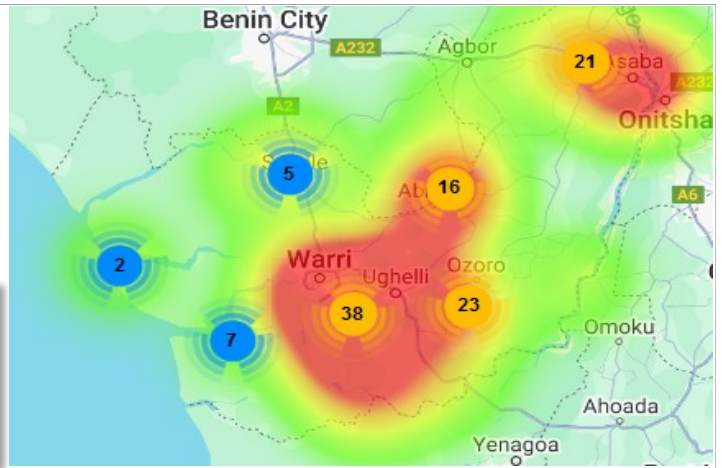 Benin City
A232
Agbor
21
Asaba
A232
A2
Onitsha
5
16
A6
2
Warri
Ughelli
Ozoro
38
23
7
Omoku
Ahoada
Yenagoa